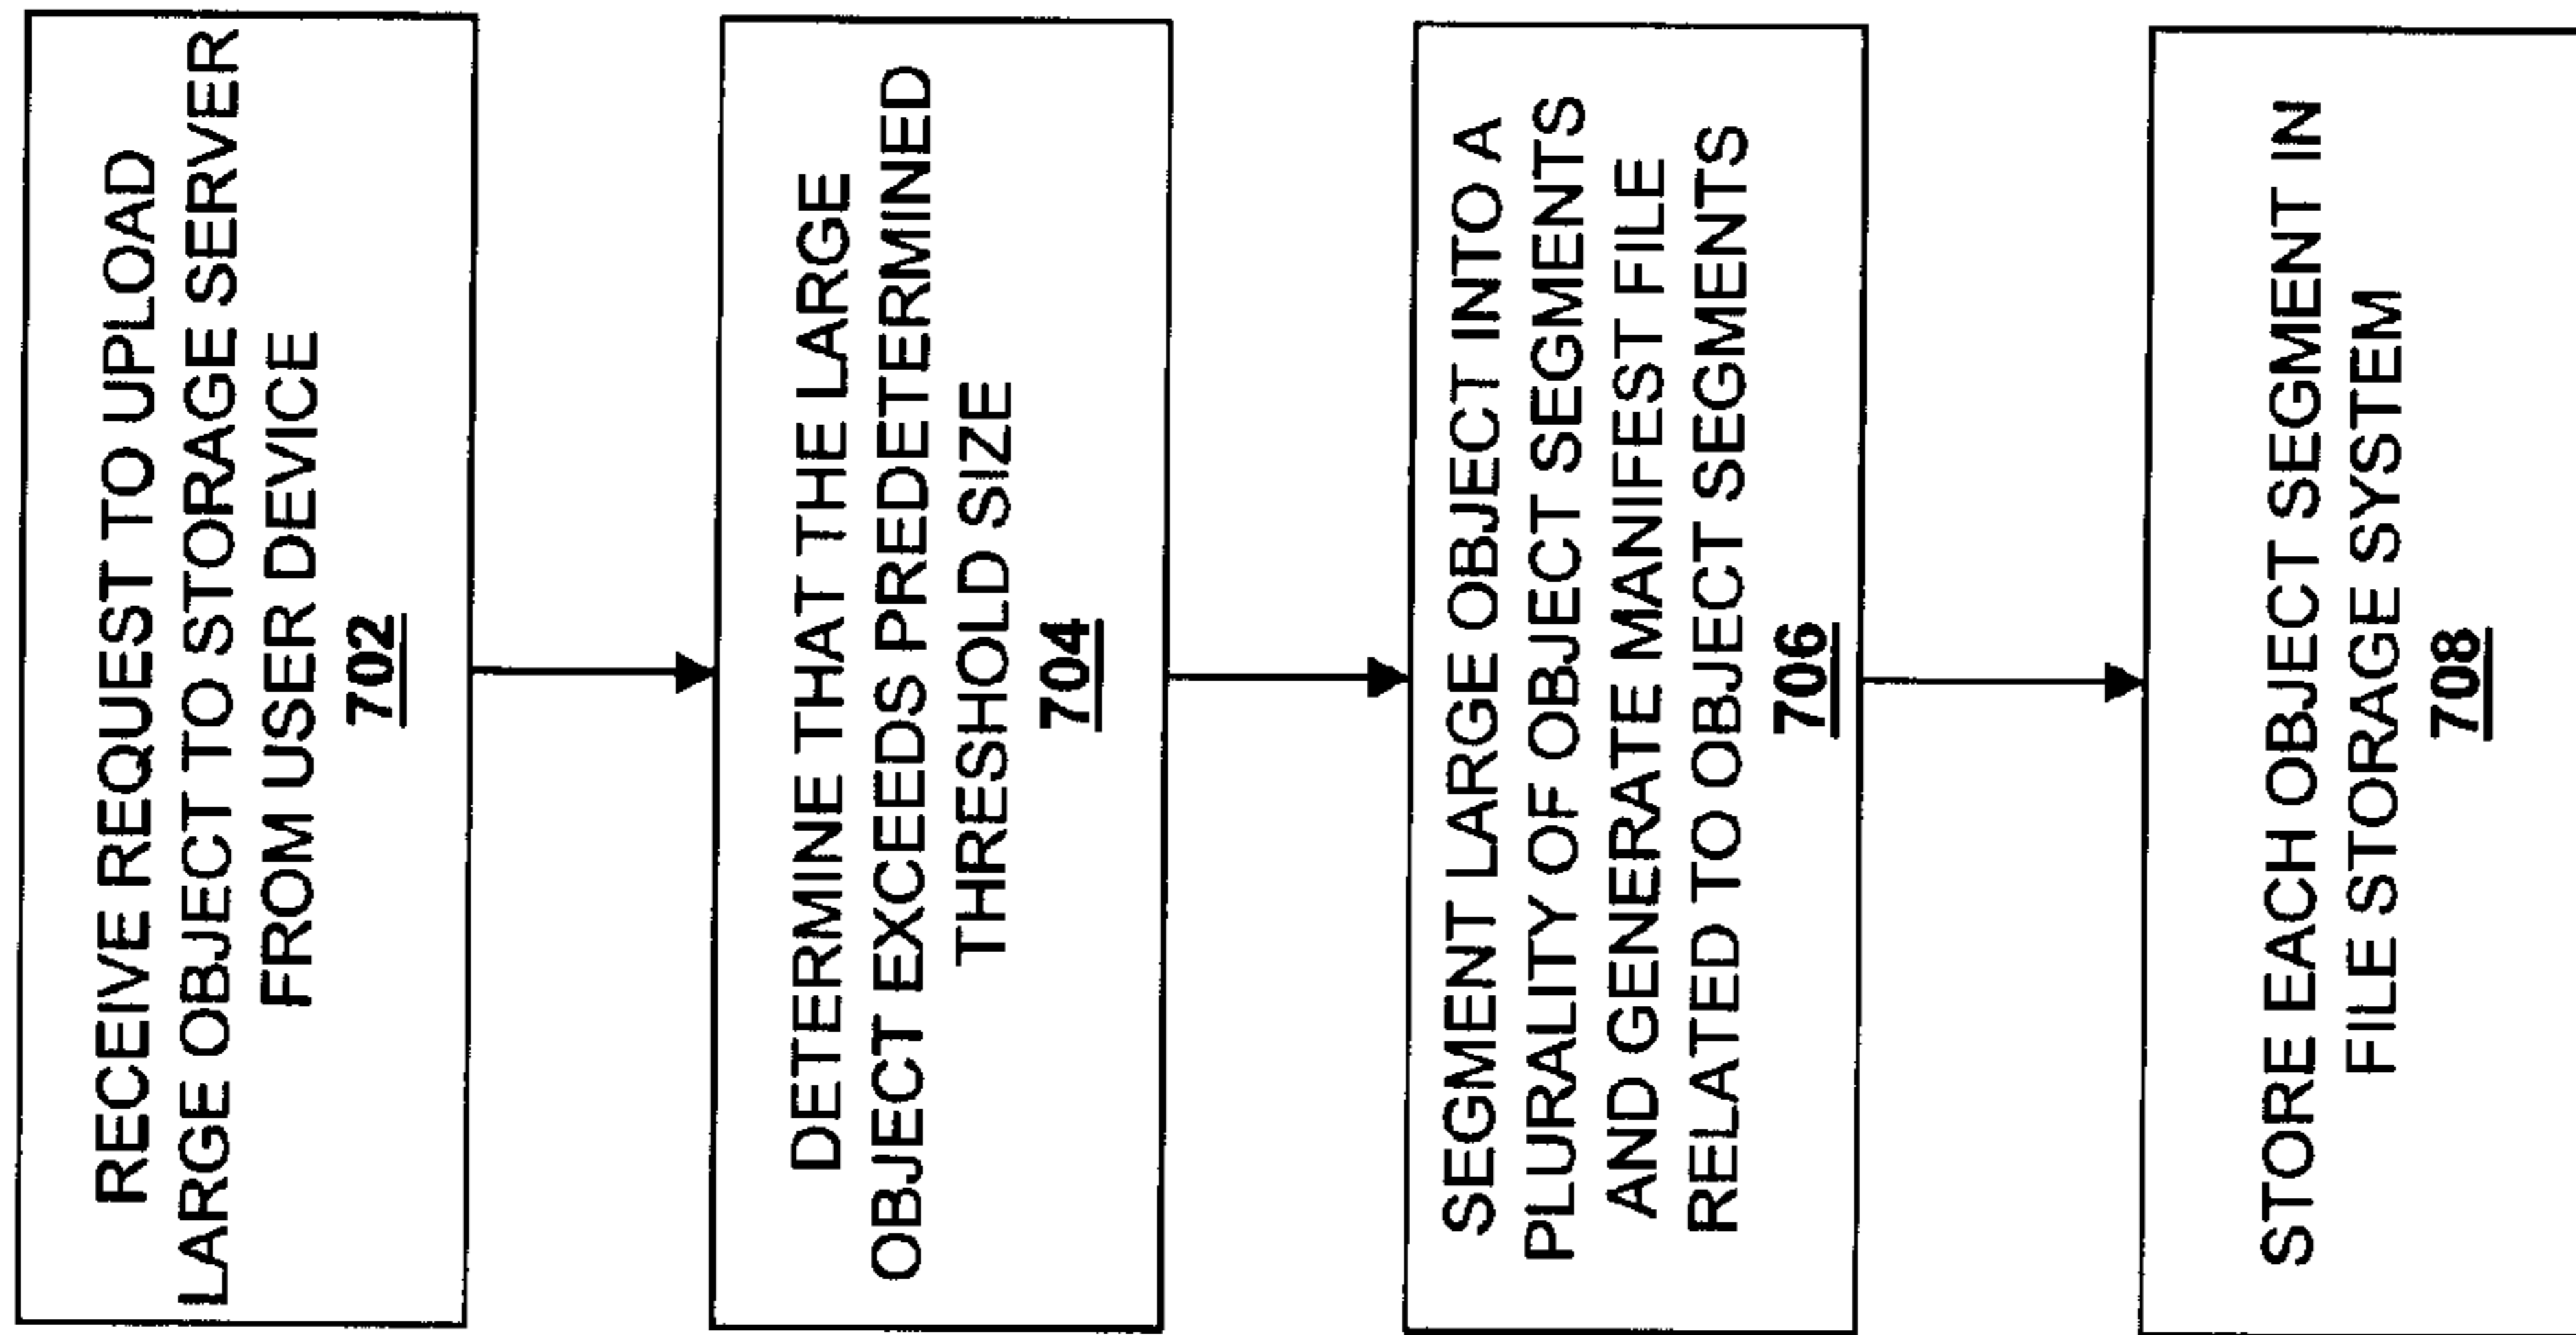 RECEIVE REQUEST TO UPLOAD
LARGE OBJECT TO STORAGE SERVER
FROM USER DEVICE
702
DETERMINE THAT THE LARGE
OBJECT EXCEEDS PREDETERMINED
THRESHOLD SIZE
704
SEGMENT LARGE OBJECT INTO A
PLURALITY OF OBJECT SEGMENTS
AND GENERATE MANIFEST FILE
RELATED TO OBJECT SEGMENTS
706
STORE EACH OBJECT SEGMENT IN
FILE STORAGE SYSTEM
708